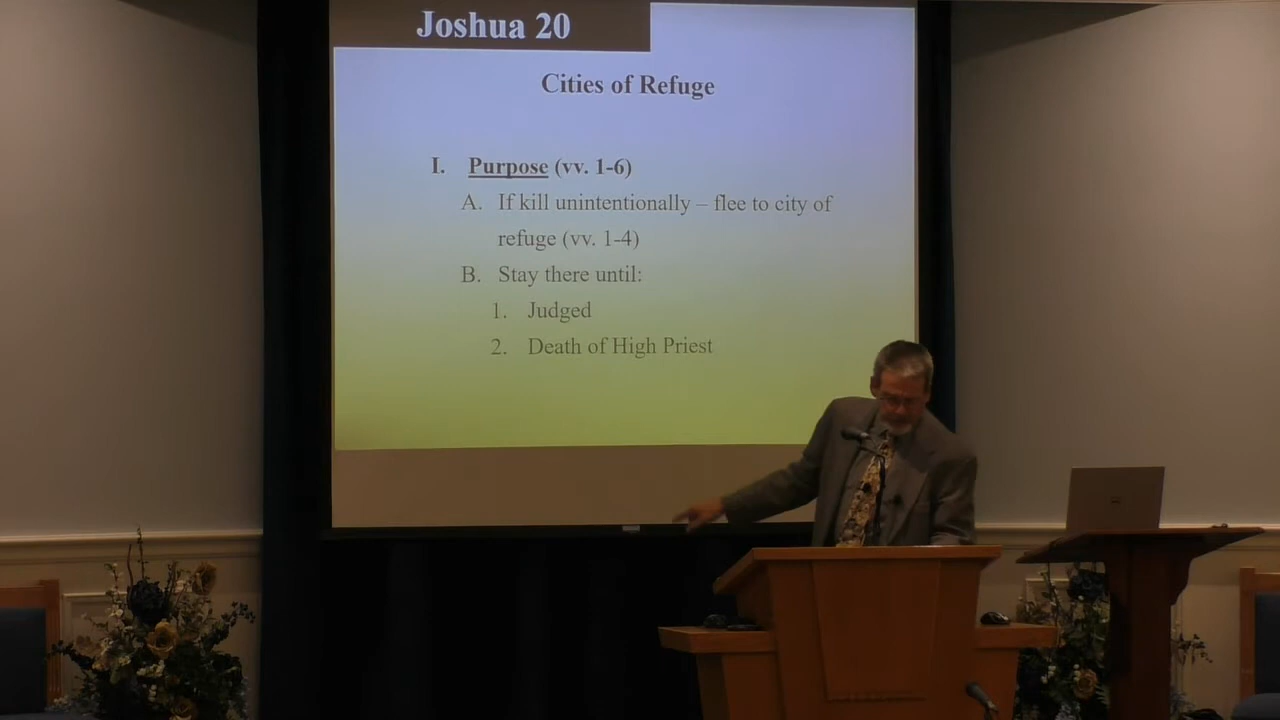 Joshua 20
Cities of Refuge
I. Purpose (vv. 1-6)
A. If kill unintentionally – flee to city of
refuge (vv. 1-4)
B. Stay there until:
1. Judged
2. Death of High Priest